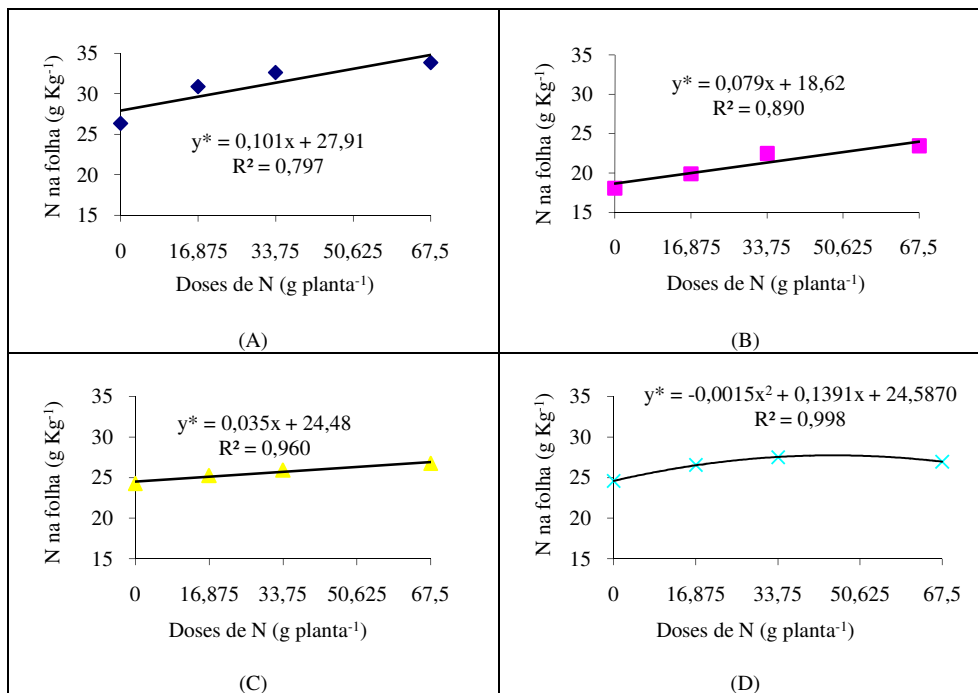 N na folha (g Kg⁻¹)
35
30
25
20
15
y* = 0,101x + 27,91
R² = 0,797
0 16,875 33,75 50,625 67,5
Doses de N (g planta⁻¹)
(A)
N na folha (g Kg⁻¹)
35
30
25
20
15
y* = 0,079x + 18,62
R² = 0,890
0 16,875 33,75 50,625 67,5
Doses de N (g planta⁻¹)
(B)
N na folha (g Kg⁻¹)
35
30
25
20
15
y* = 0,035x + 24,48
R² = 0,960
0 16,875 33,75 50,625 67,5
Doses de N (g planta⁻¹)
(C)
N na folha (g Kg⁻¹)
35
30
25
20
15
y* = -0,0015x² + 0,1391x + 24,5870
R² = 0,998
0 16,875 33,75 50,625 67,5
Doses de N (g planta⁻¹)
(D)